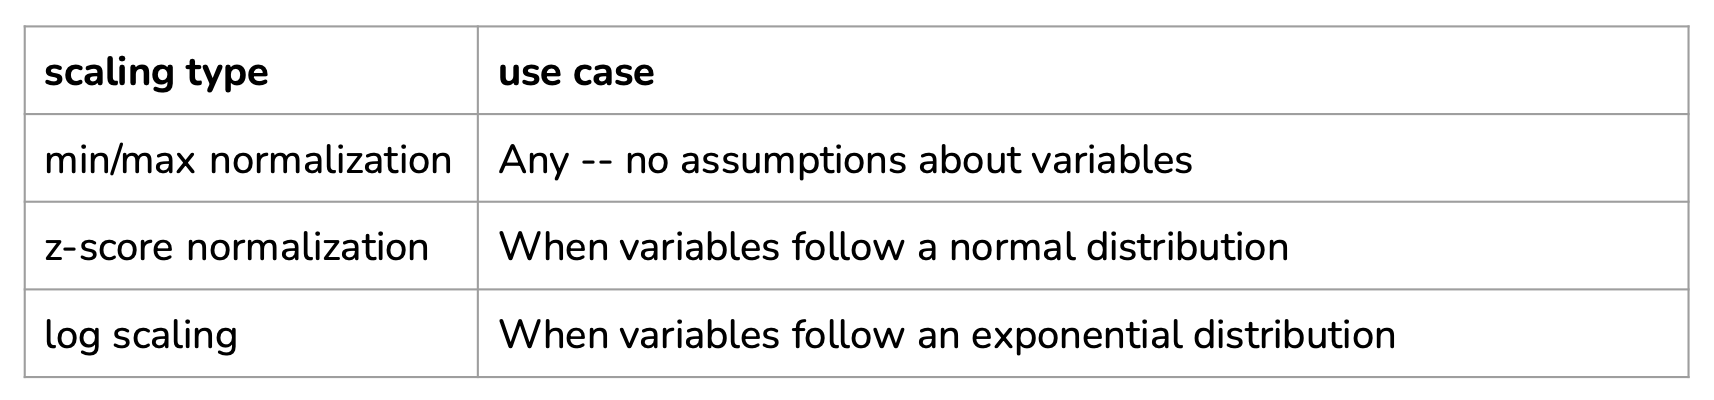 scaling type
use case
min/max normalization
Any -- no assumptions about variables
z-score normalization
When variables follow a normal distribution
log scaling
When variables follow an exponential distribution